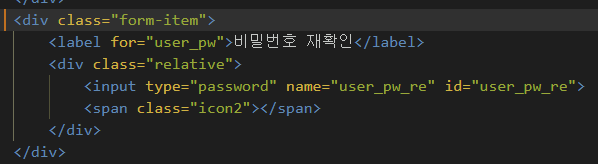 </div>
<div class="form-item">
<label for="user_pw">비밀번호 재확인</label>
<div class="relative">
<input type="password" name="user_pw_re" id="user_pw_re">
<span class="icon2"></span>
</div>
</div>